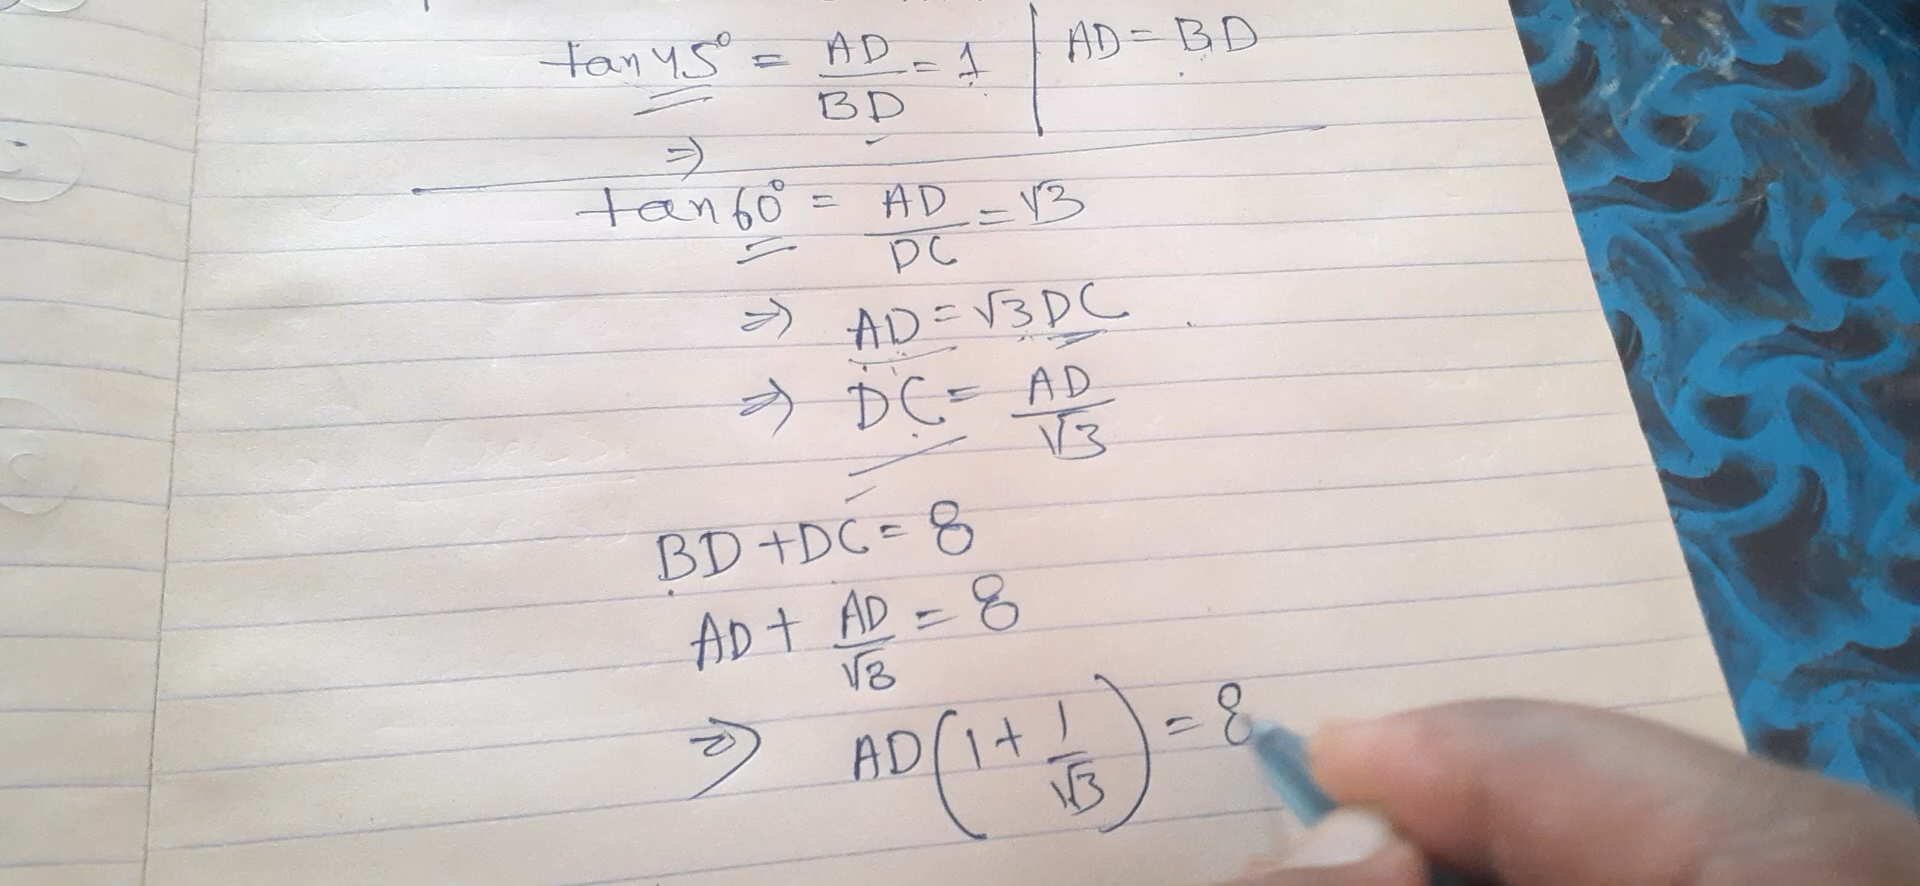 tan 45° = AD/BD = 1 | AD = BD
⇒
tan 60° = AD/DC = √3
⇒ AD = √3 DC
⇒ DC = AD/√3
BD + DC = 8
AD + AD/√3 = 8
⇒ AD(1 + 1/√3) = 8